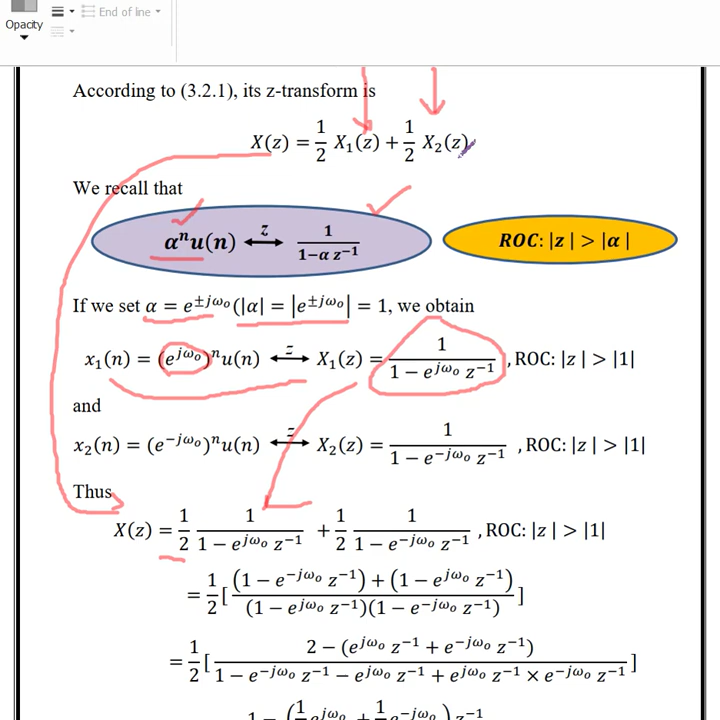 Opacity
End of line
According to (3.2.1), its z-transform is
X(z) = 1/2 X₁(z) + 1/2 X₂(z)
We recall that
αⁿu(n) ⟷ᶻ 1/(1−α z⁻¹) ROC: |z| > |α|
If we set α = e^(±jω₀) (|α| = |e^(±jω₀)| = 1, we obtain
x₁(n) = (e^(jω₀))ⁿu(n) ⟷ᶻ X₁(z) = 1/(1 − e^(jω₀) z⁻¹) , ROC: |z| > |1|
and
x₂(n) = (e^(−jω₀))ⁿu(n) ⟷ᶻ X₂(z) = 1/(1 − e^(−jω₀) z⁻¹) , ROC: |z| > |1|
Thus
X(z) = 1/2 1/(1 − e^(jω₀) z⁻¹) + 1/2 1/(1 − e^(−jω₀) z⁻¹) , ROC: |z| > |1|
= 1/2 [ ((1 − e^(−jω₀) z⁻¹) + (1 − e^(jω₀) z⁻¹)) / ((1 − e^(jω₀) z⁻¹)(1 − e^(−jω₀) z⁻¹)) ]
= 1/2 [ (2 − (e^(jω₀) z⁻¹ + e^(−jω₀) z⁻¹)) / (1 − e^(−jω₀) z⁻¹ − e^(jω₀) z⁻¹ + e^(jω₀) z⁻¹ × e^(−jω₀) z⁻¹) ]